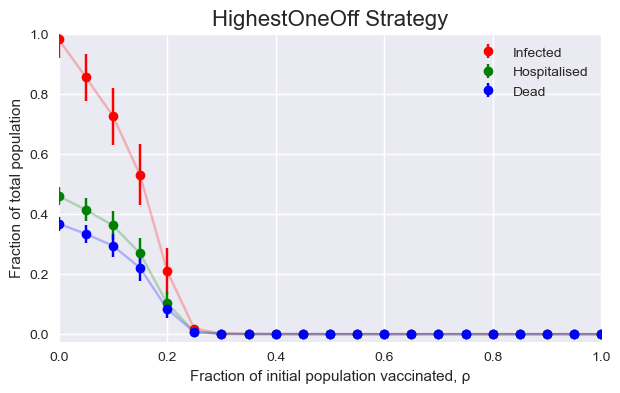 HighestOneOff Strategy
1.0
0.8
0.6
0.4
0.2
0.0
Fraction of total population
Infected
Hospitalised
Dead
0.0 0.2 0.4 0.6 0.8 1.0
Fraction of initial population vaccinated, ρ